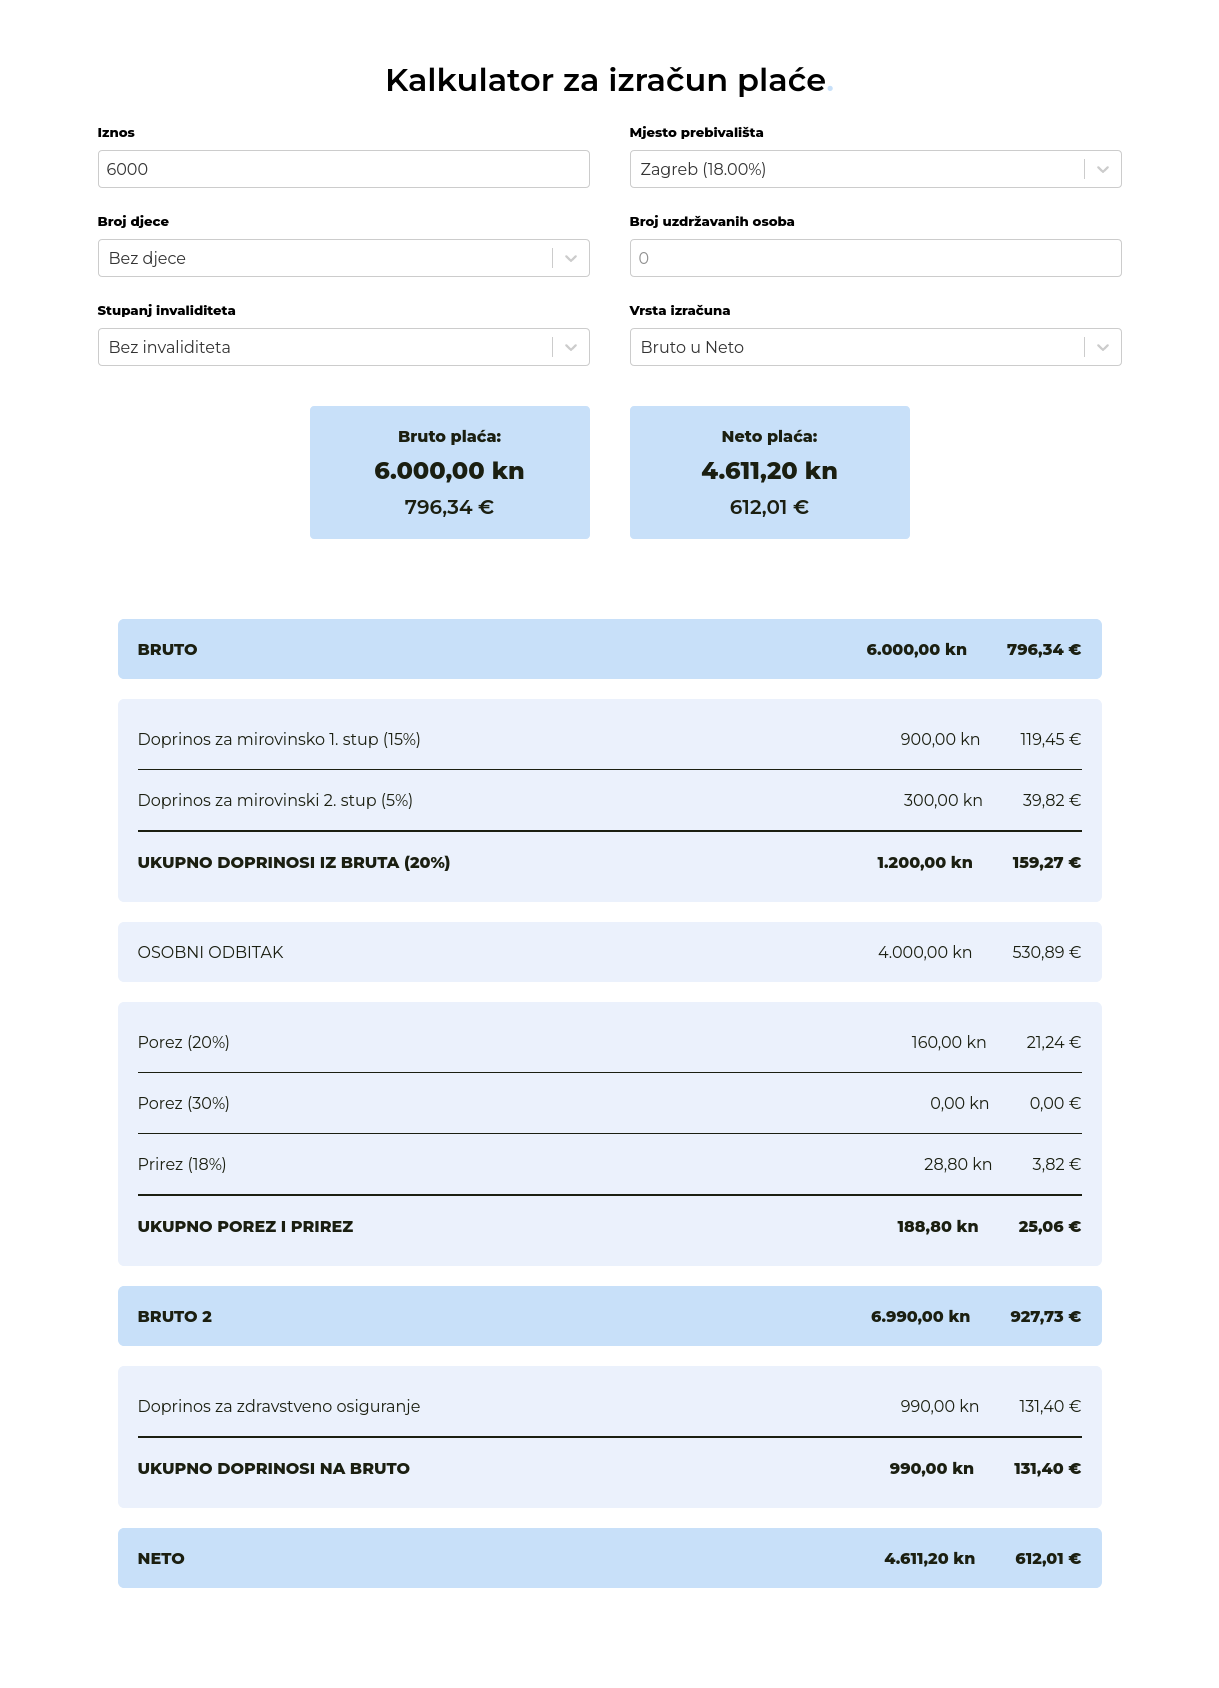 Kalkulator za izračun plaće.
Iznos
Mjesto prebivališta
6000
Zagreb (18.00%)
Broj djece
Broj uzdržavanih osoba
Bez djece
0
Stupanj invaliditeta
Vrsta izračuna
Bez invaliditeta
Bruto u Neto
Bruto plaća:
6.000,00 kn
796,34 €
Neto plaća:
4.611,20 kn
612,01 €
BRUTO 6.000,00 kn 796,34 €
Doprinos za mirovinsko 1. stup (15%) 900,00 kn 119,45 €
Doprinos za mirovinski 2. stup (5%) 300,00 kn 39,82 €
UKUPNO DOPRINOSI IZ BRUTA (20%) 1.200,00 kn 159,27 €
OSOBNI ODBITAK 4.000,00 kn 530,89 €
Porez (20%) 160,00 kn 21,24 €
Porez (30%) 0,00 kn 0,00 €
Prirez (18%) 28,80 kn 3,82 €
UKUPNO POREZ I PRIREZ 188,80 kn 25,06 €
BRUTO 2 6.990,00 kn 927,73 €
Doprinos za zdravstveno osiguranje 990,00 kn 131,40 €
UKUPNO DOPRINOSI NA BRUTO 990,00 kn 131,40 €
NETO 4.611,20 kn 612,01 €